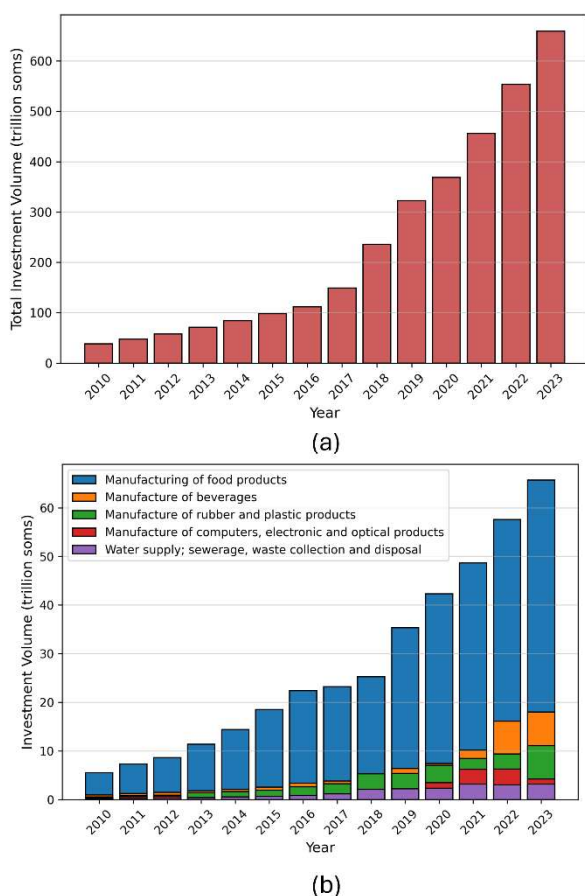 Total Investment Volume (trillion soms)
600
500
400
300
200
100
0
2010 2011 2012 2013 2014 2015 2016 2017 2018 2019 2020 2021 2022 2023
Year
(a)
Investment Volume (trillion soms)
60
50
40
30
20
10
0
Manufacturing of food products
Manufacture of beverages
Manufacture of rubber and plastic products
Manufacture of computers, electronic and optical products
Water supply; sewerage, waste collection and disposal
2010 2011 2012 2013 2014 2015 2016 2017 2018 2019 2020 2021 2022 2023
Year
(b)